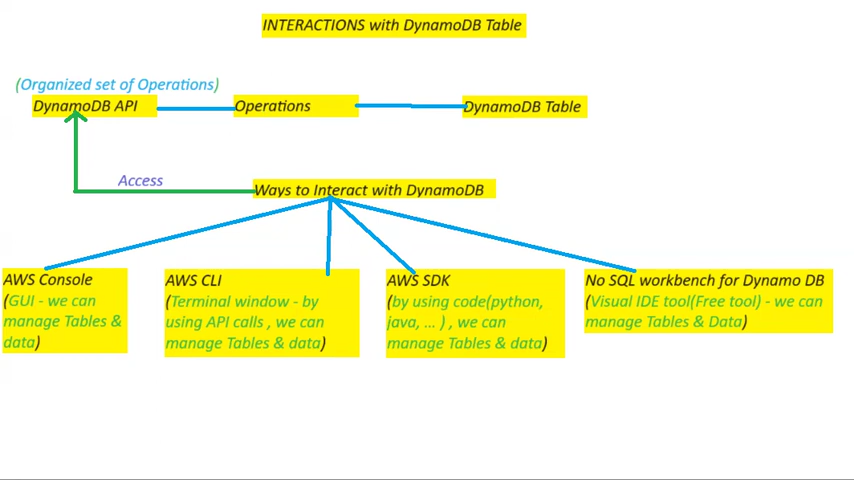 INTERACTIONS with DynamoDB Table
(Organized set of Operations)
DynamoDB API
Operations
DynamoDB Table
Access
Ways to Interact with DynamoDB
AWS Console
(GUI - we can
manage Tables &
data)
AWS CLI
(Terminal window - by
using API calls , we can
manage Tables & data)
AWS SDK
(by using code(python,
java, ... ) , we can
manage Tables & data)
No SQL workbench for Dynamo DB
(Visual IDE tool(Free tool) - we can
manage Tables & Data)